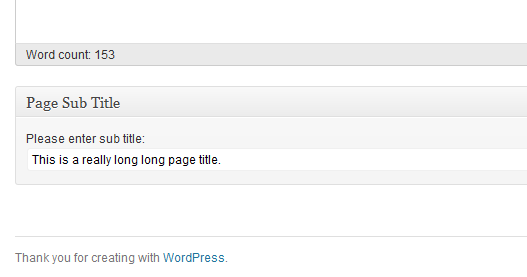 Word count: 153
Page Sub Title
Please enter sub title:
This is a really long long page title.
Thank you for creating with WordPress.